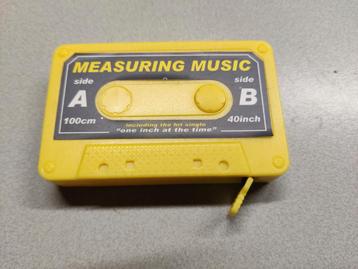 MEASURING MUSIC
side side
A B
100cm 40inch
including the hit single
"one inch at the time"